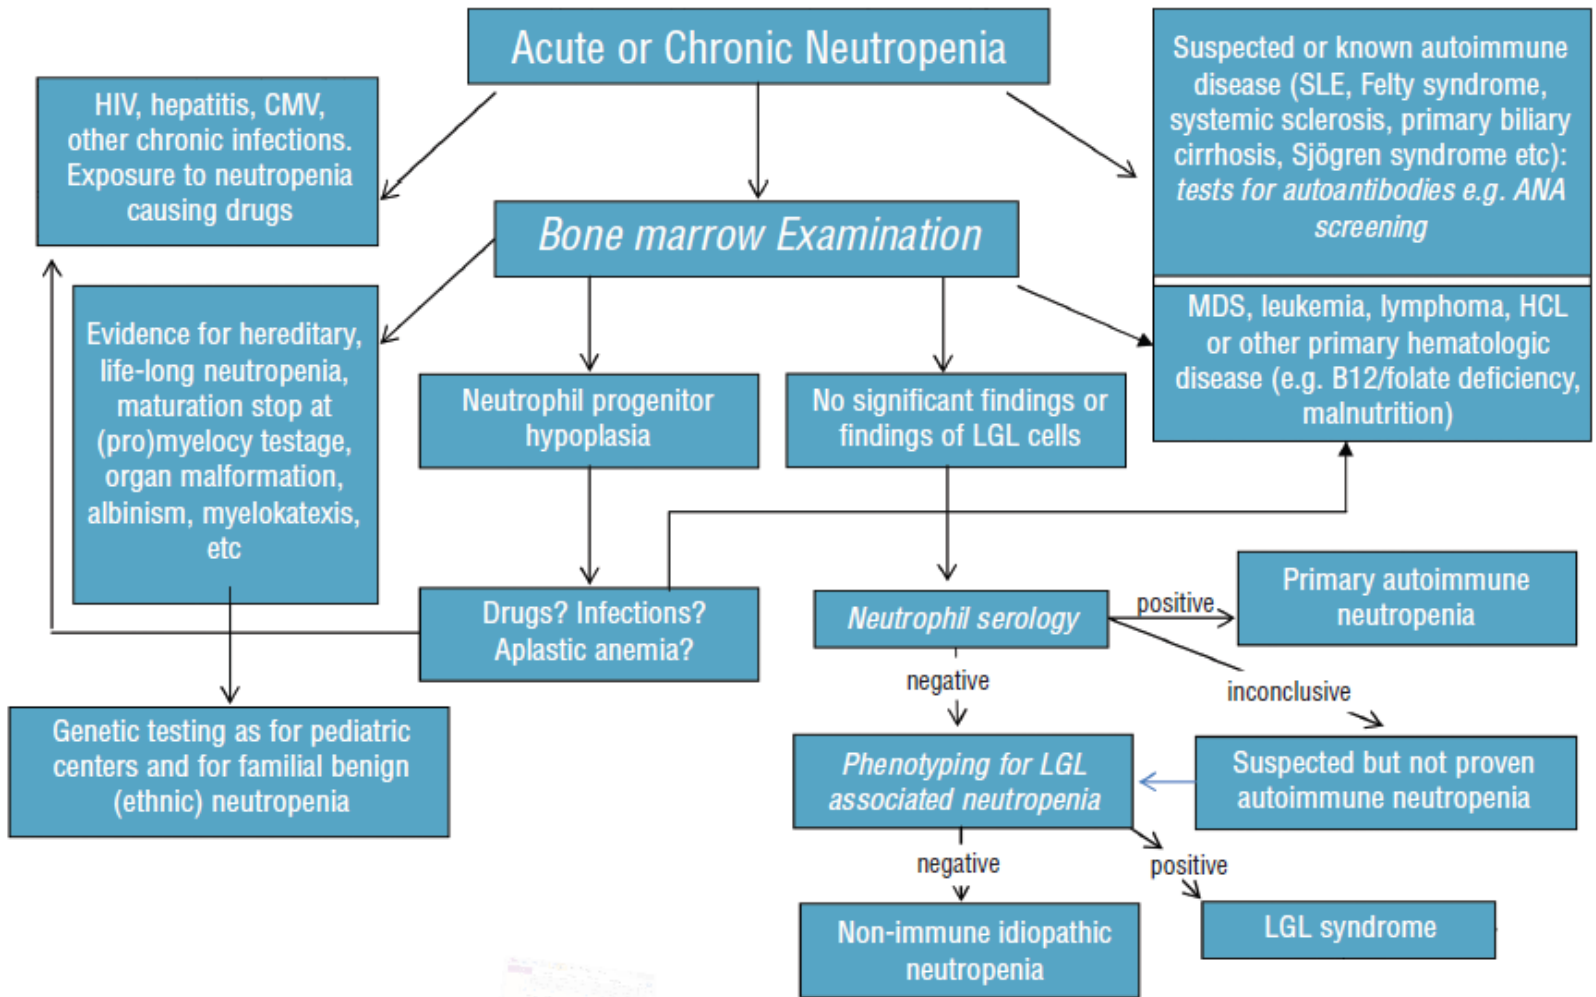 Acute or Chronic Neutropenia
HIV, hepatitis, CMV,
other chronic infections.
Exposure to neutropenia
causing drugs
Suspected or known autoimmune
disease (SLE, Felty syndrome,
systemic sclerosis, primary biliary
cirrhosis, Sjögren syndrome etc):
tests for autoantibodies e.g. ANA
screening
Bone marrow Examination
MDS, leukemia, lymphoma, HCL
or other primary hematologic
disease (e.g. B12/folate deficiency,
malnutrition)
Evidence for hereditary,
life-long neutropenia,
maturation stop at
(pro)myelocy testage,
organ malformation,
albinism, myelokatexis,
etc
Neutrophil progenitor
hypoplasia
No significant findings or
findings of LGL cells
Drugs? Infections?
Aplastic anemia?
Neutrophil serology
positive
Primary autoimmune
neutropenia
negative
inconclusive
Genetic testing as for pediatric
centers and for familial benign
(ethnic) neutropenia
Phenotyping for LGL
associated neutropenia
Suspected but not proven
autoimmune neutropenia
negative
positive
Non-immune idiopathic
neutropenia
LGL syndrome